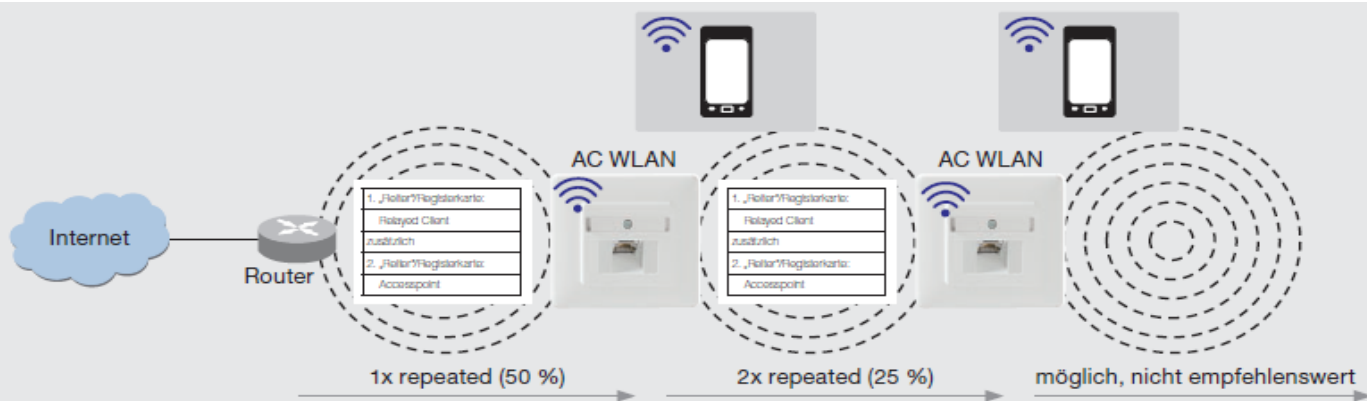 AC WLAN
AC WLAN
Internet
Router
1. „Reiter“/Registerkarte:
Relayed Client
zusätzlich
2. „Reiter“/Registerkarte:
Accesspoint
1. „Reiter“/Registerkarte:
Relayed Client
zusätzlich
2. „Reiter“/Registerkarte:
Accesspoint
1x repeated (50 %)
2x repeated (25 %)
möglich, nicht empfehlenswert